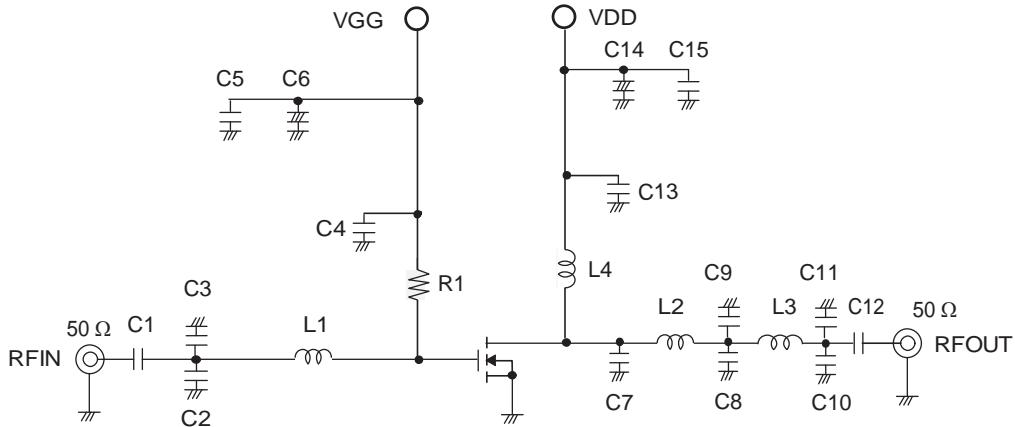 VGG
VDD
C5 C6
C14 C15
C4
C13
R1
L4
C3
C9
C11
50 Ω
C1
L1
L2
L3
C12
50 Ω
RFIN
RFOUT
C2
C7
C8
C10